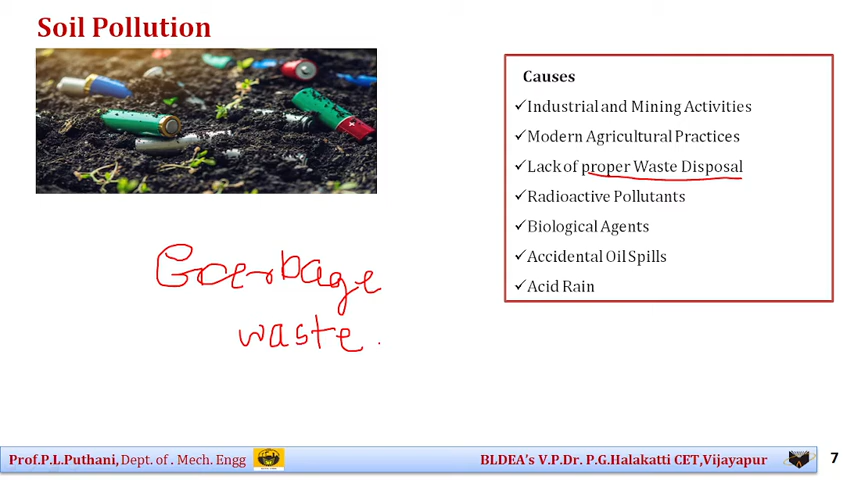 Soil Pollution
Causes
✓Industrial and Mining Activities
✓Modern Agricultural Practices
✓Lack of proper Waste Disposal
✓Radioactive Pollutants
✓Biological Agents
✓Accidental Oil Spills
✓Acid Rain
Goerbage
waste.
Prof.P.L.Puthani, Dept. of . Mech. Engg
BLDEA's V.P.Dr. P.G.Halakatti CET,Vijayapur
7